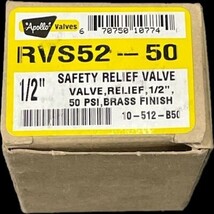 "Apollo" Valves
6 70750 10774
RVS52-50
1/2" SAFETY RELIEF VALVE
VALVE,RELIEF,1/2",
50 PSI,BRASS FINISH
10-512-B50